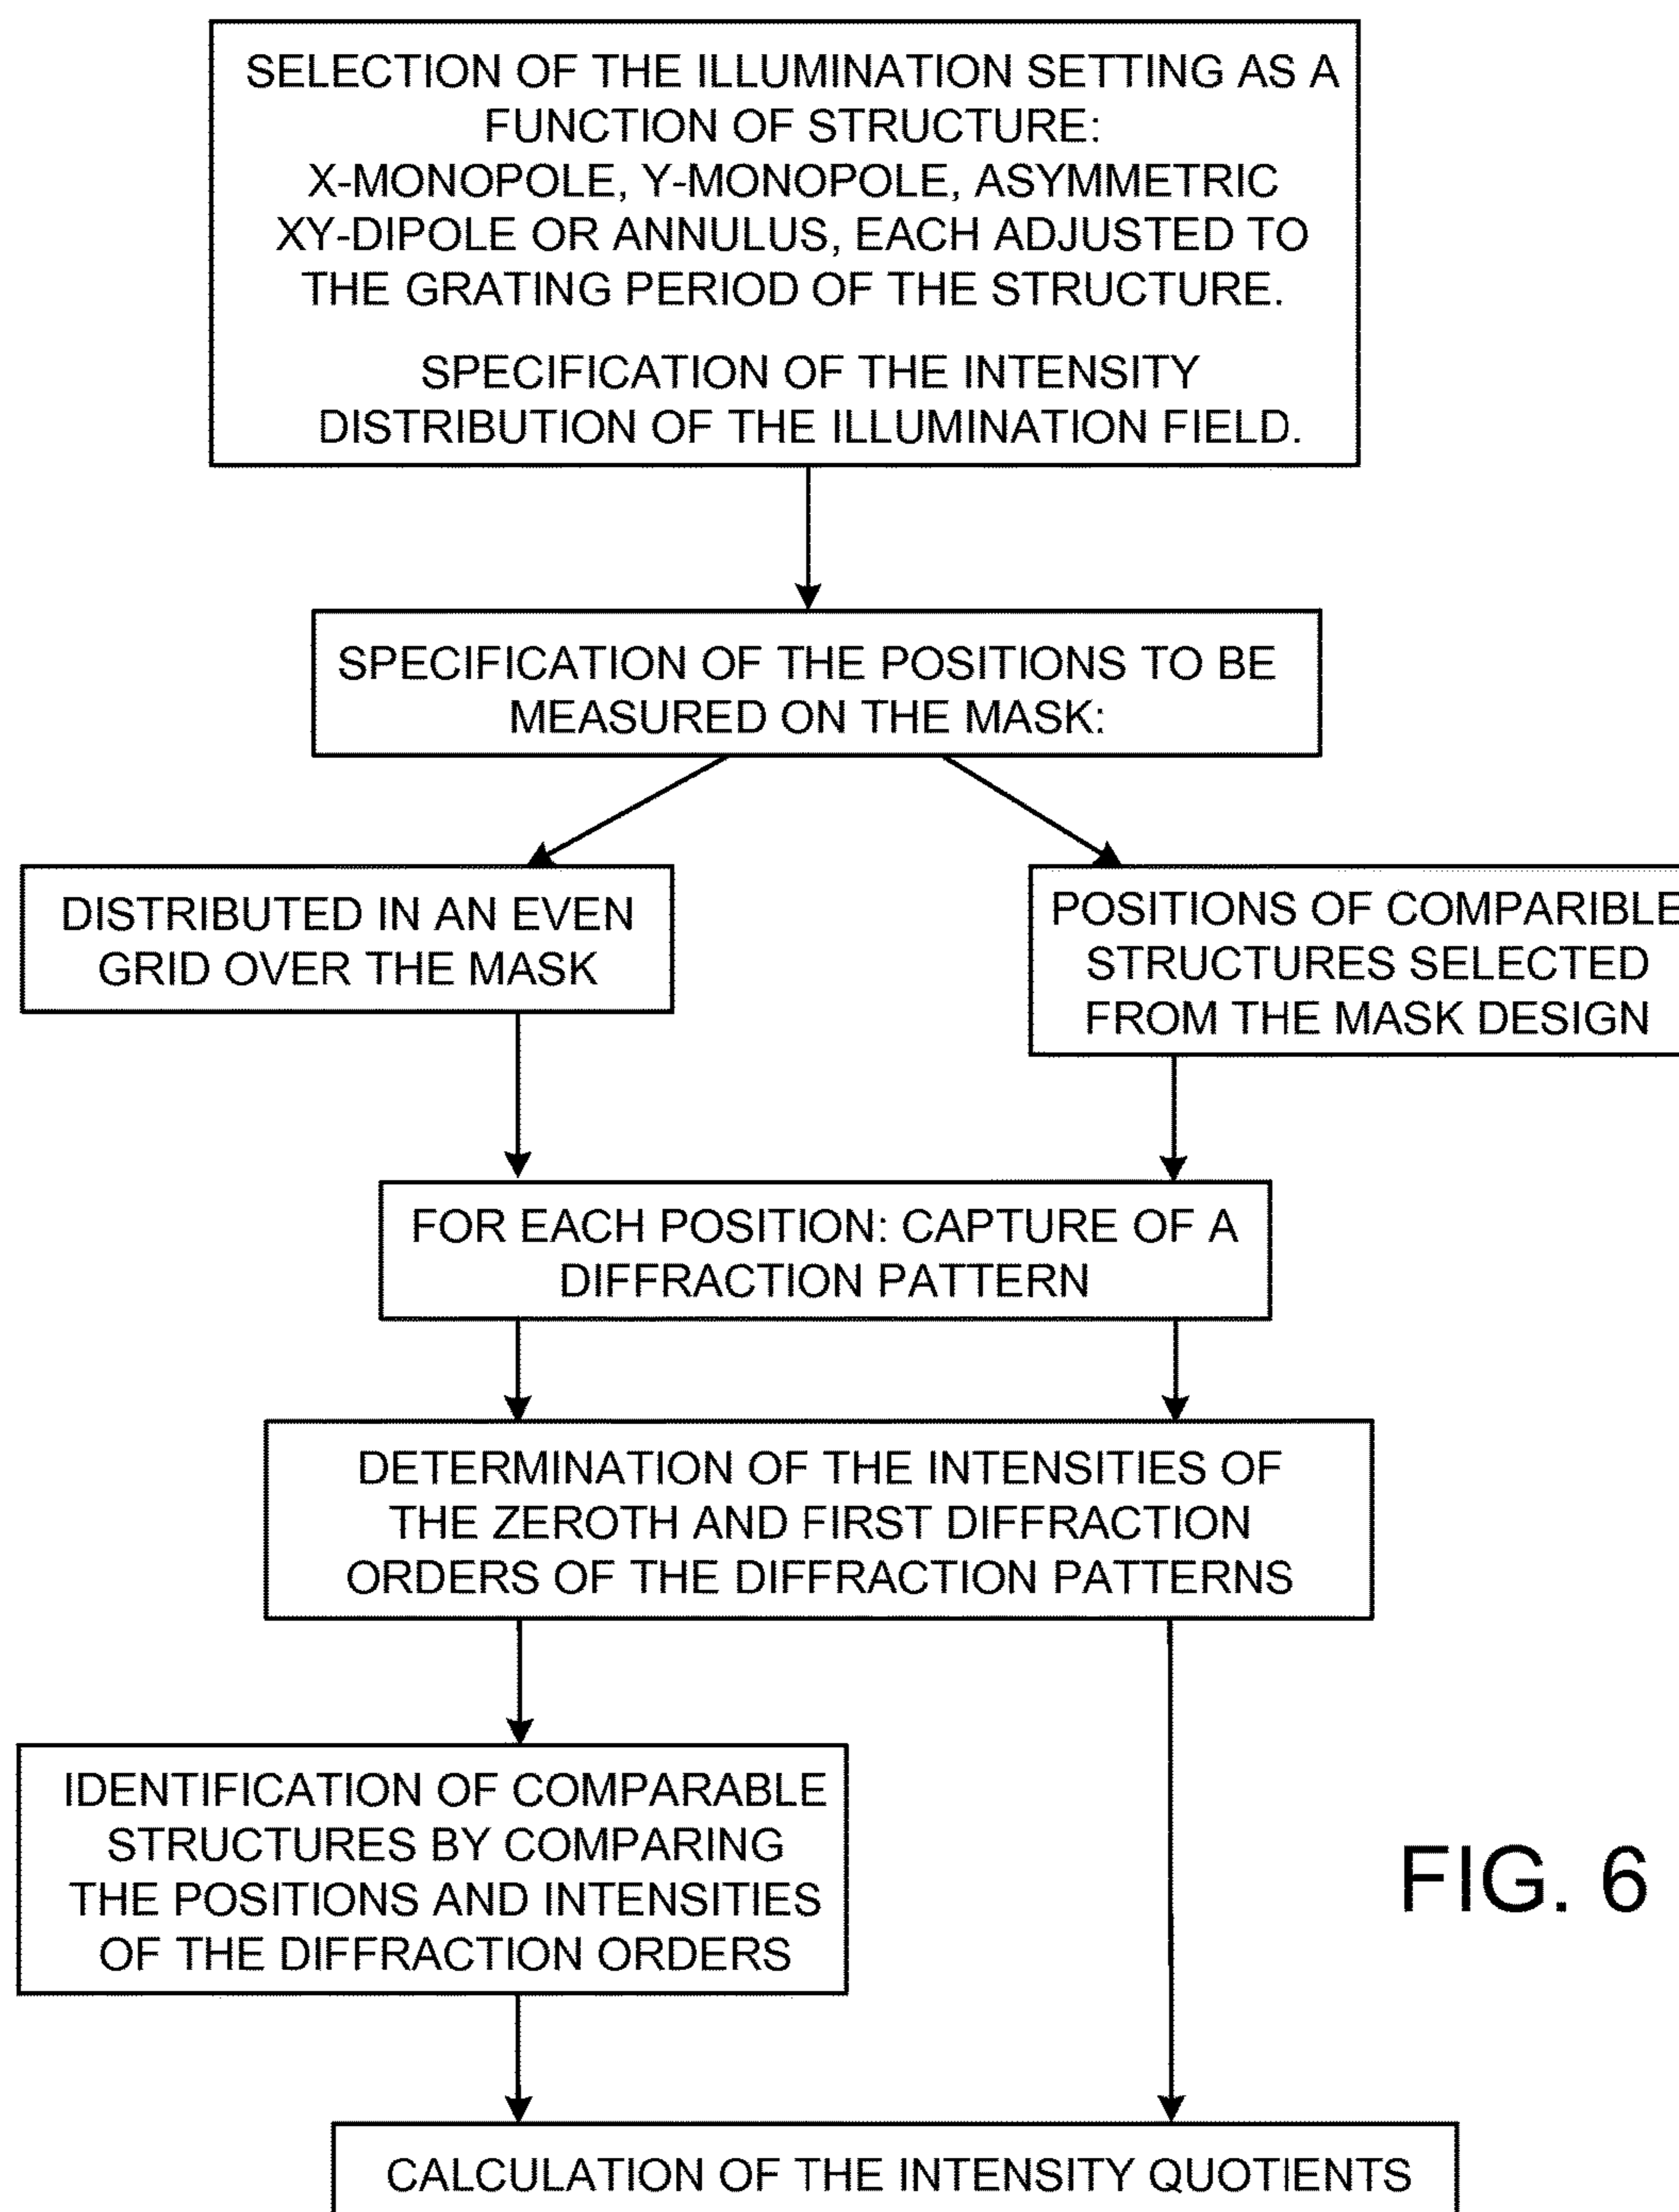 SELECTION OF THE ILLUMINATION SETTING AS A
FUNCTION OF STRUCTURE:
X-MONOPOLE, Y-MONOPOLE, ASYMMETRIC
XY-DIPOLE OR ANNULUS, EACH ADJUSTED TO
THE GRATING PERIOD OF THE STRUCTURE.
SPECIFICATION OF THE INTENSITY
DISTRIBUTION OF THE ILLUMINATION FIELD.
SPECIFICATION OF THE POSITIONS TO BE
MEASURED ON THE MASK:
DISTRIBUTED IN AN EVEN
GRID OVER THE MASK
POSITIONS OF COMPARIBLE
STRUCTURES SELECTED
FROM THE MASK DESIGN
FOR EACH POSITION: CAPTURE OF A
DIFFRACTION PATTERN
DETERMINATION OF THE INTENSITIES OF
THE ZEROTH AND FIRST DIFFRACTION
ORDERS OF THE DIFFRACTION PATTERNS
IDENTIFICATION OF COMPARABLE
STRUCTURES BY COMPARING
THE POSITIONS AND INTENSITIES
OF THE DIFFRACTION ORDERS
FIG. 6
CALCULATION OF THE INTENSITY QUOTIENTS